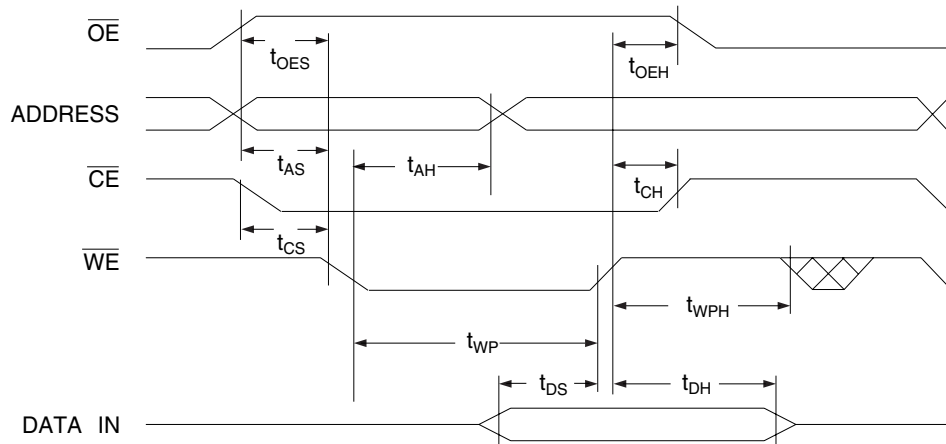 OE
tOES
tOEH
ADDRESS
tAS
tAH
CE
tCH
tCS
WE
tWPH
tWP
tDS
tDH
DATA IN